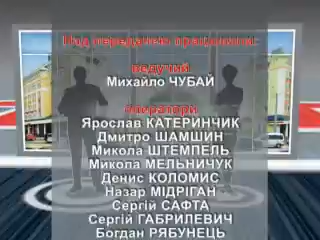 Над передачею працювали:
ведучий
Михайло ЧУБАЙ
оператори
Ярослав КАТЕРИНЧИК
Дмитро ШАМШИН
Микола ШТЕМПЕЛЬ
Микола МЕЛЬНИЧУК
Денис КОЛОМИС
Назар МІДРІГАН
Сергій САФТА
Сергій ГАБРИЛЕВИЧ
Богдан РЯБУНЕЦЬ